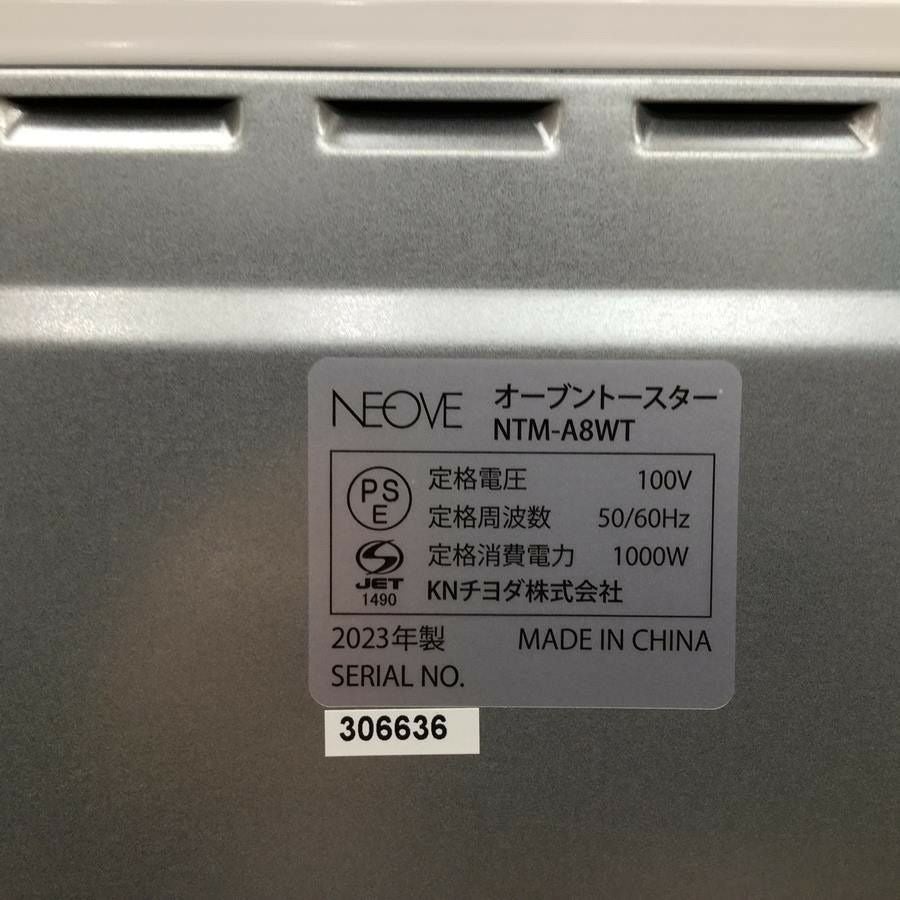 NEOVE オーブントースター
NTM-A8WT
PS
E
定格電圧 100V
定格周波数 50/60Hz
定格消費電力 1000W
JET
1490
KNチヨダ株式会社
2023年製 MADE IN CHINA
SERIAL NO.
306636